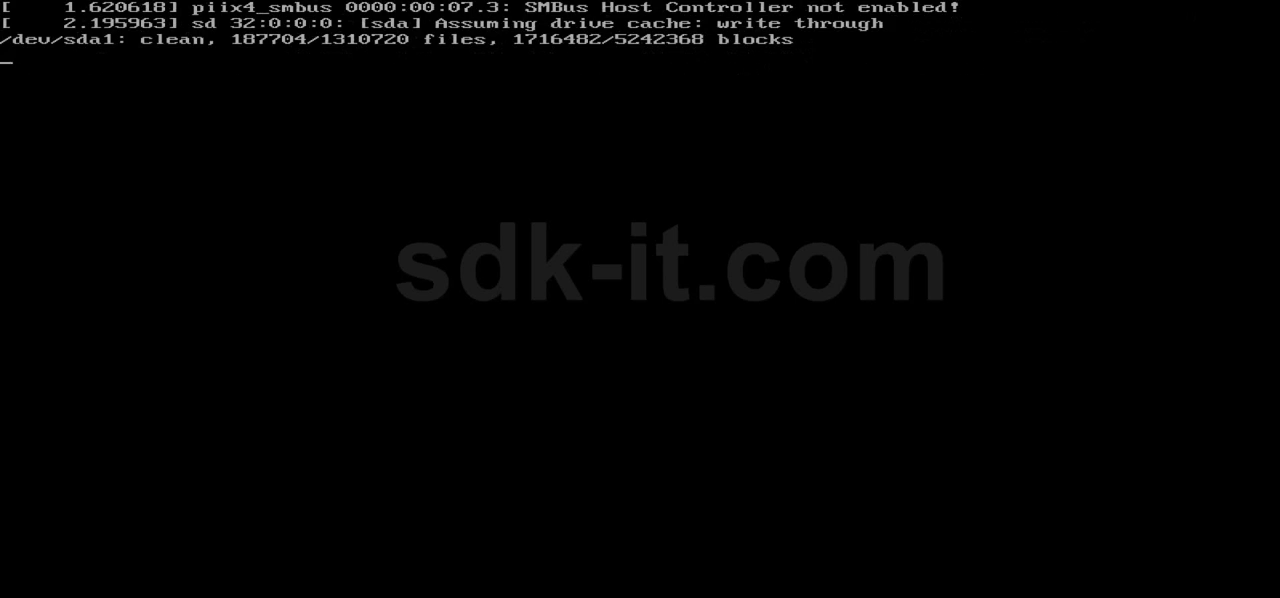 [    1.620618] piix4_smbus 0000:00:07.3: SMBus Host Controller not enabled!
[    2.195963] sd 32:0:0:0: [sda] Assuming drive cache: write through
/dev/sda1: clean, 187704/1310720 files, 1716482/5242368 blocks
_
sdk-it.com